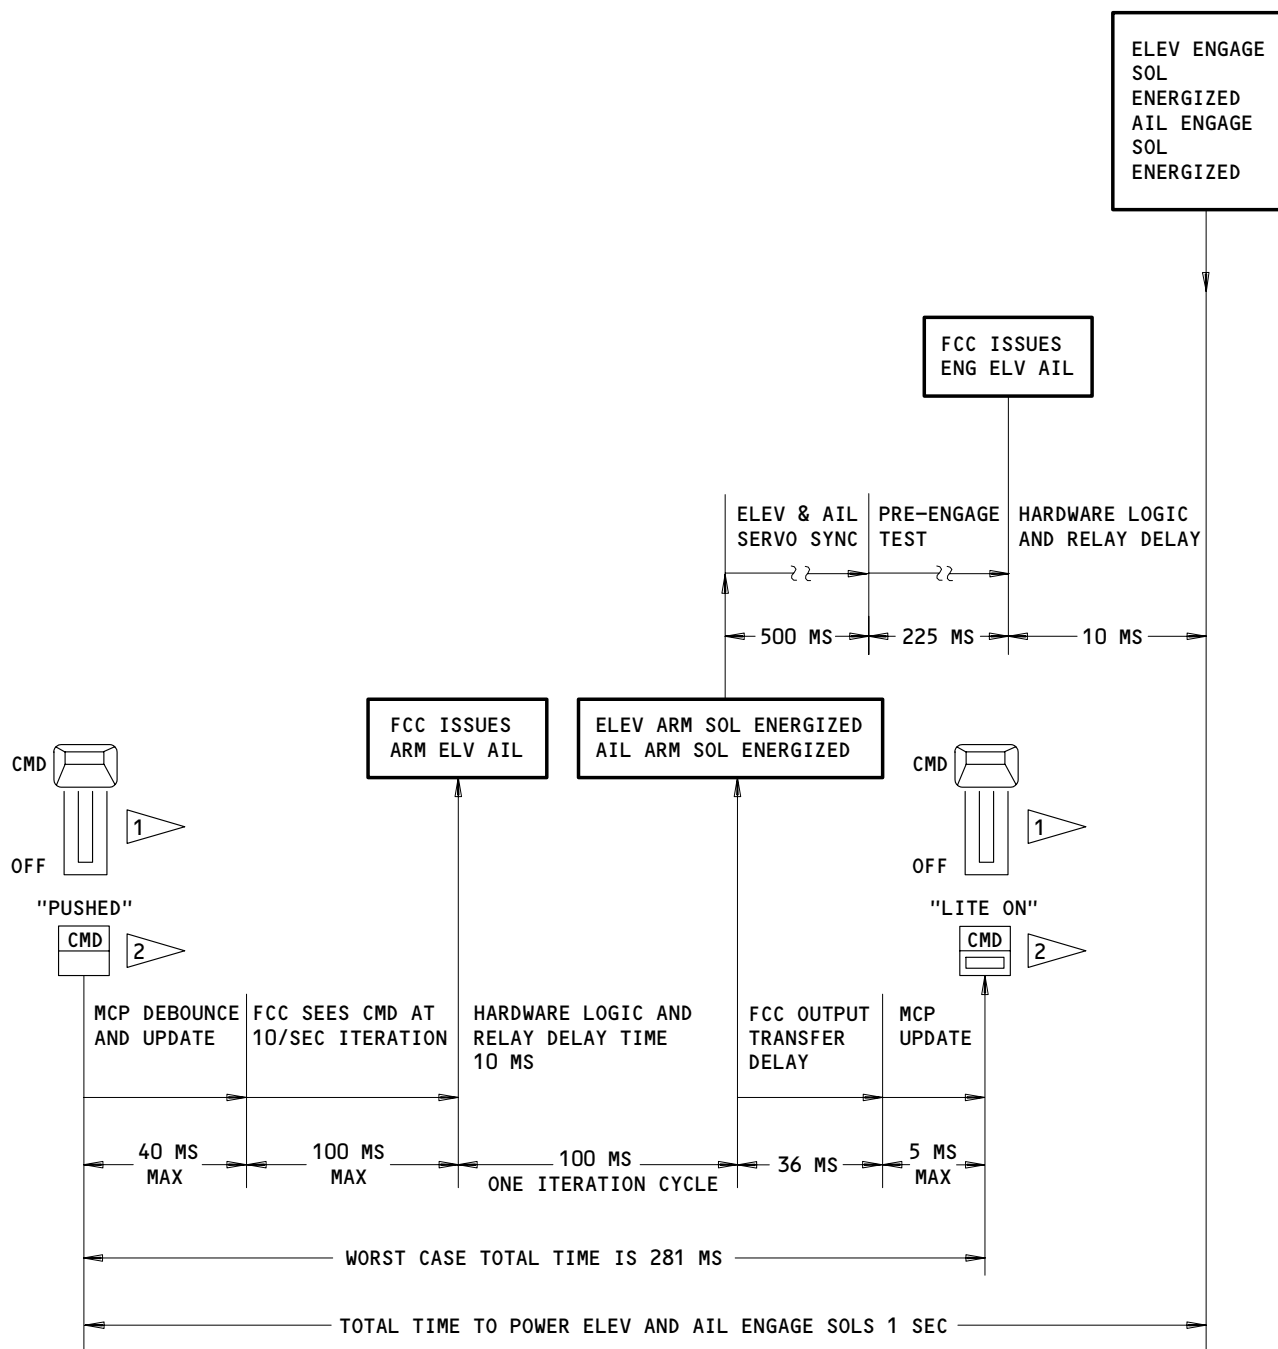 ELEV ENGAGE
SOL
ENERGIZED
AIL ENGAGE
SOL
ENERGIZED
FCC ISSUES
ENG ELV AIL
ELEV & AIL
SERVO SYNC
PRE-ENGAGE
TEST
HARDWARE LOGIC
AND RELAY DELAY
500 MS
225 MS
10 MS
FCC ISSUES
ARM ELV AIL
ELEV ARM SOL ENERGIZED
AIL ARM SOL ENERGIZED
CMD
1
OFF
"PUSHED"
CMD
2
CMD
1
OFF
"LITE ON"
CMD
2
MCP DEBOUNCE
AND UPDATE
FCC SEES CMD AT
10/SEC ITERATION
HARDWARE LOGIC AND
RELAY DELAY TIME
10 MS
FCC OUTPUT
TRANSFER
DELAY
MCP
UPDATE
40 MS
MAX
100 MS
MAX
100 MS
ONE ITERATION CYCLE
36 MS
5 MS
MAX
WORST CASE TOTAL TIME IS 281 MS
TOTAL TIME TO POWER ELEV AND AIL ENGAGE SOLS 1 SEC